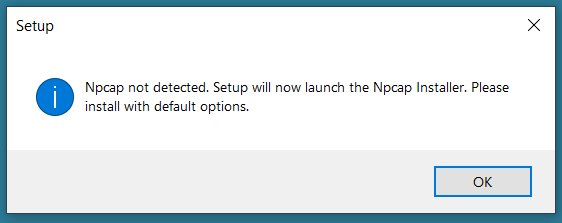 Setup
Npcap not detected. Setup will now launch the Npcap Installer. Please
install with default options.
OK